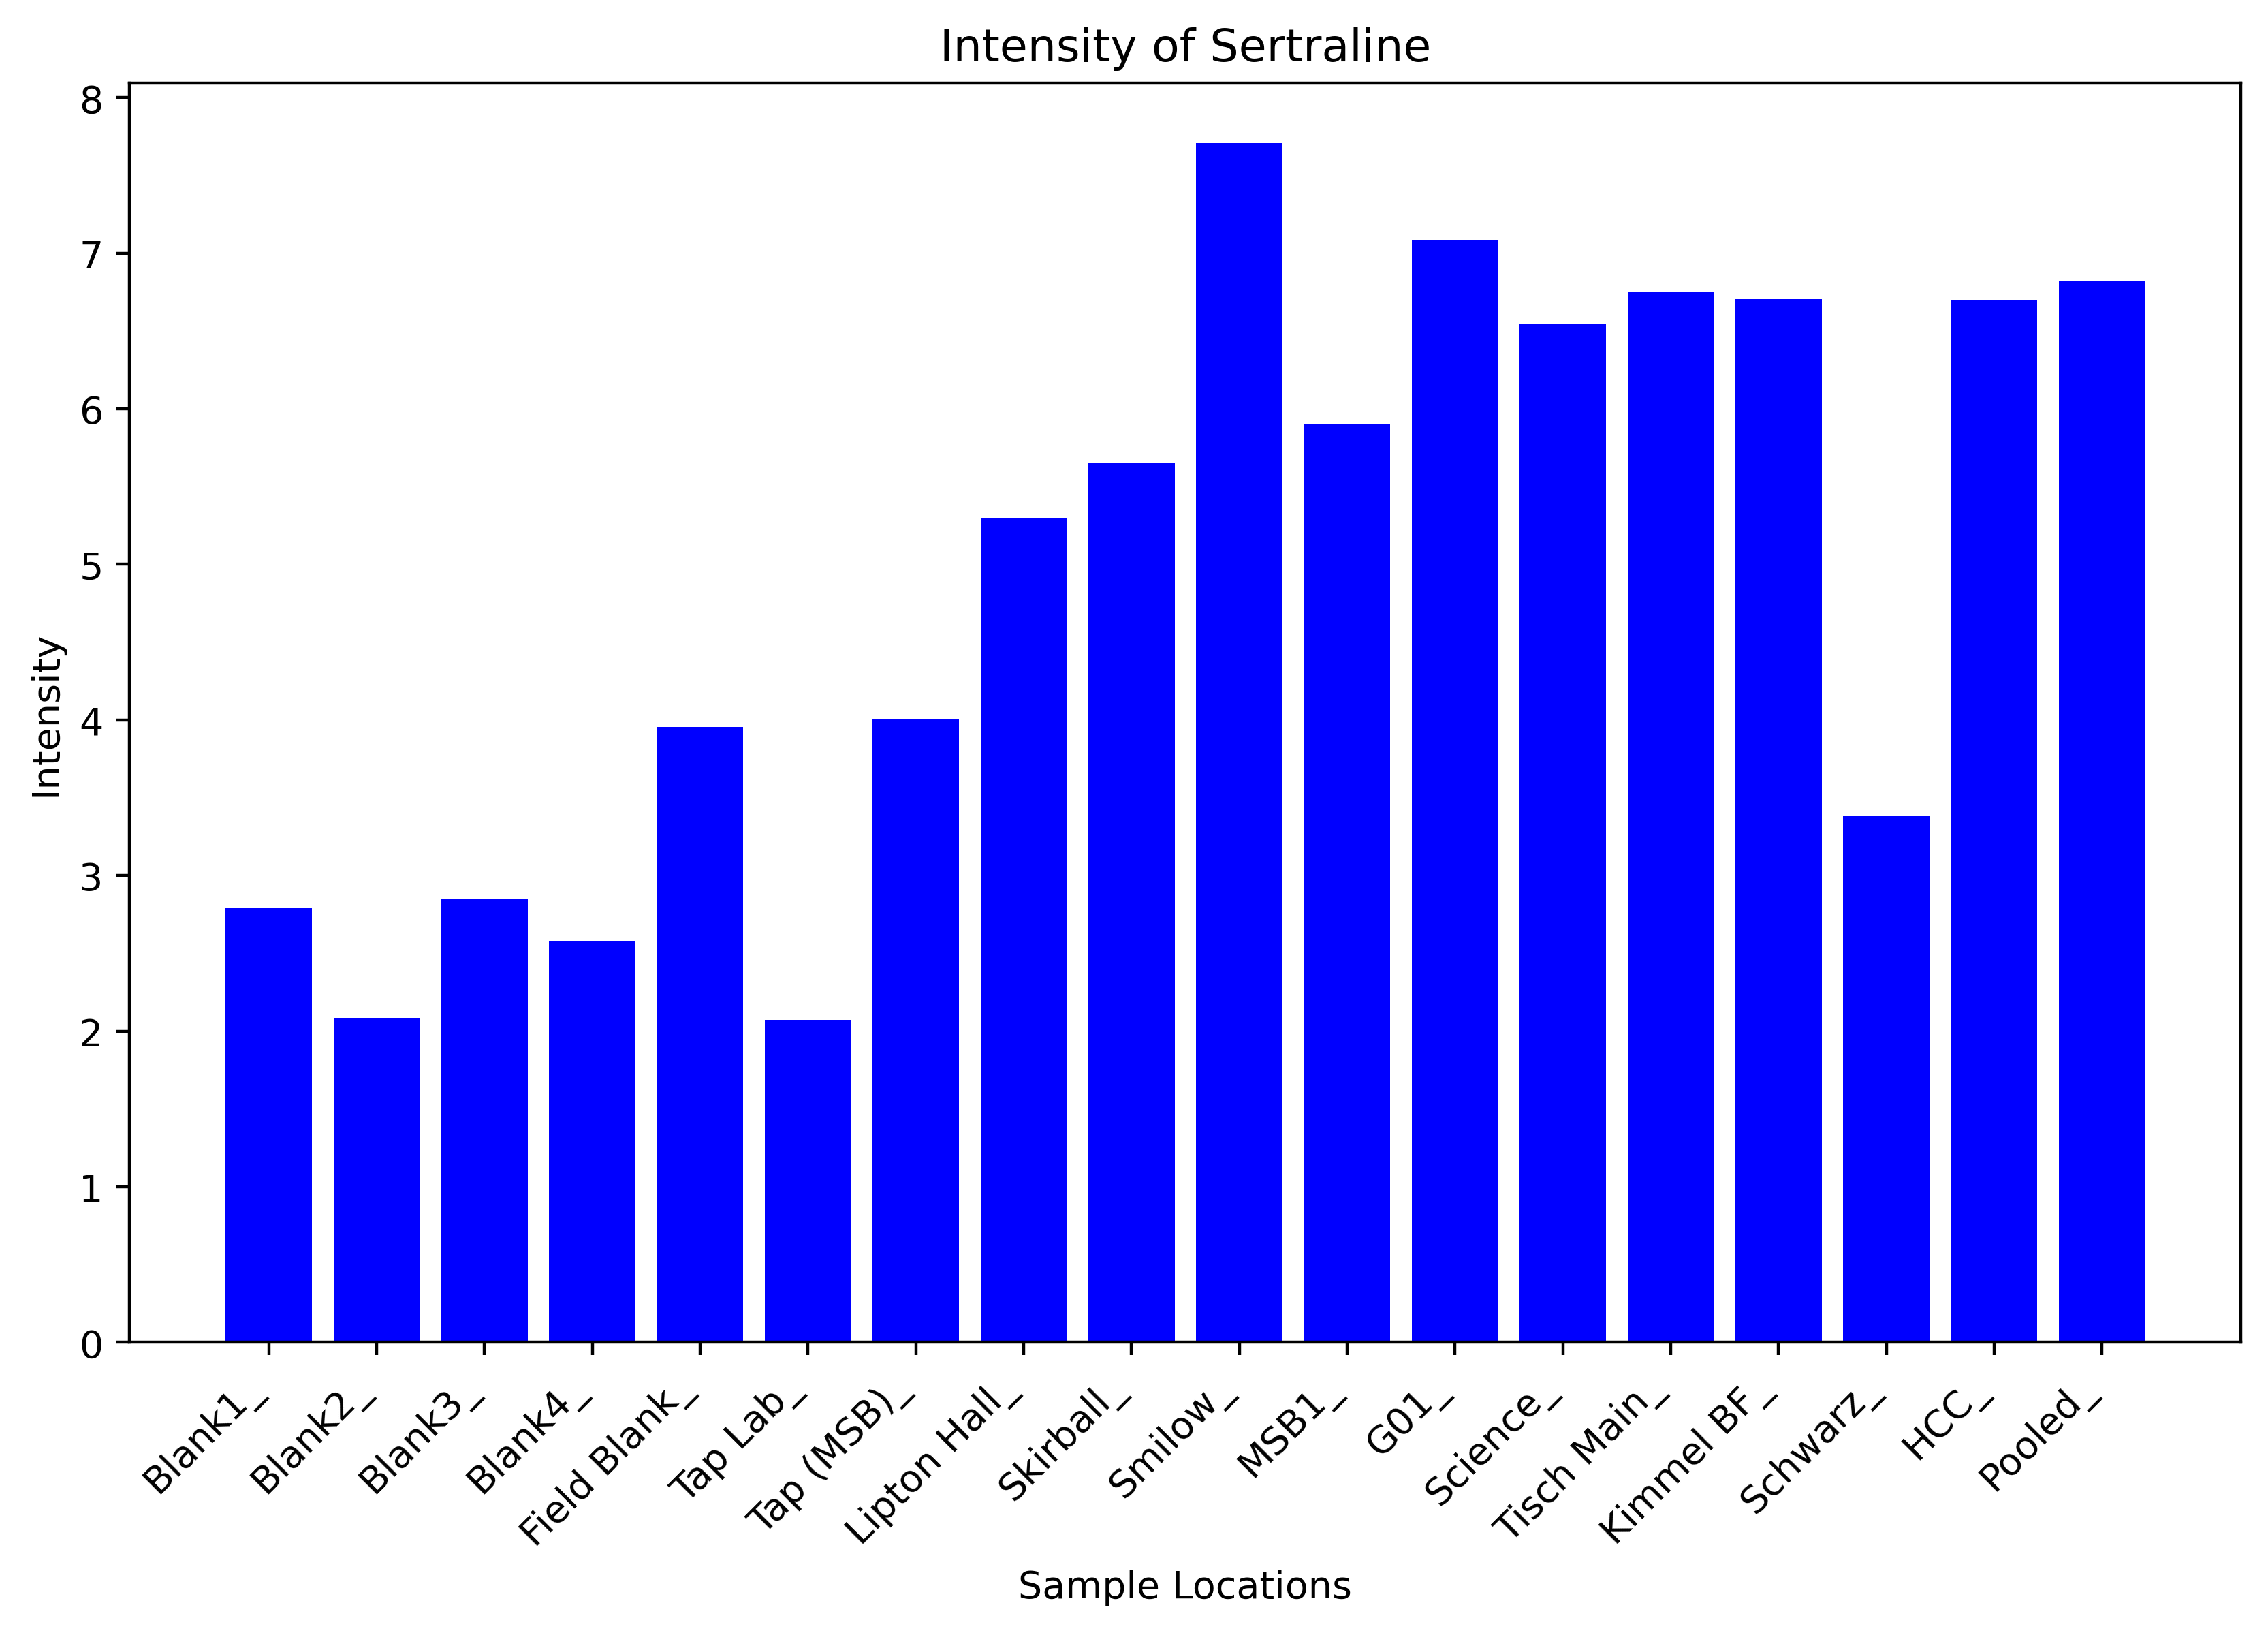 Intensity of Sertraline
8
7
6
5
4
3
2
1
0
Intensity
Blank1_
Blank2_
Blank3_
Blank4_
Field Blank_
Tap Lab_
Tap (MSB)_
Lipton Hall_
Skirball_
Smilow_
MSB1_
G01_
Science_
Tisch Main_
Kimmel BF_
Schwarz_
HCC_
Pooled_
Sample Locations